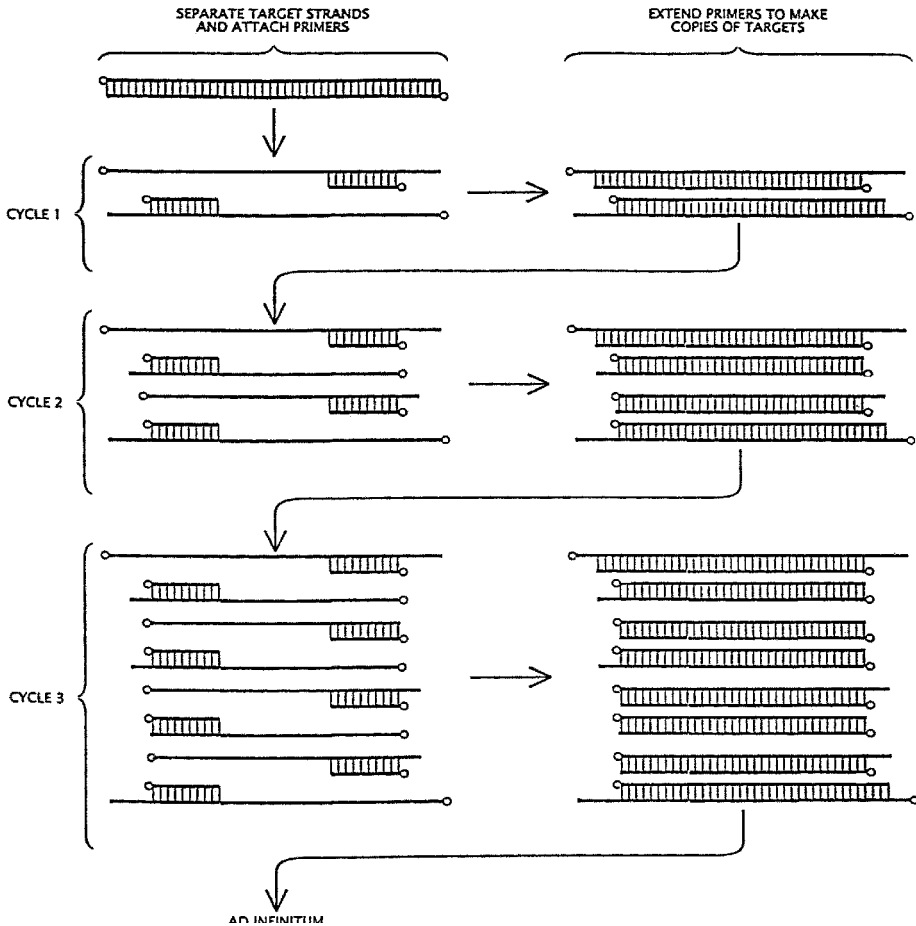 SEPARATE TARGET STRANDS
AND ATTACH PRIMERS
EXTEND PRIMERS TO MAKE
COPIES OF TARGETS
CYCLE 1
CYCLE 2
CYCLE 3
AD INFINITUM